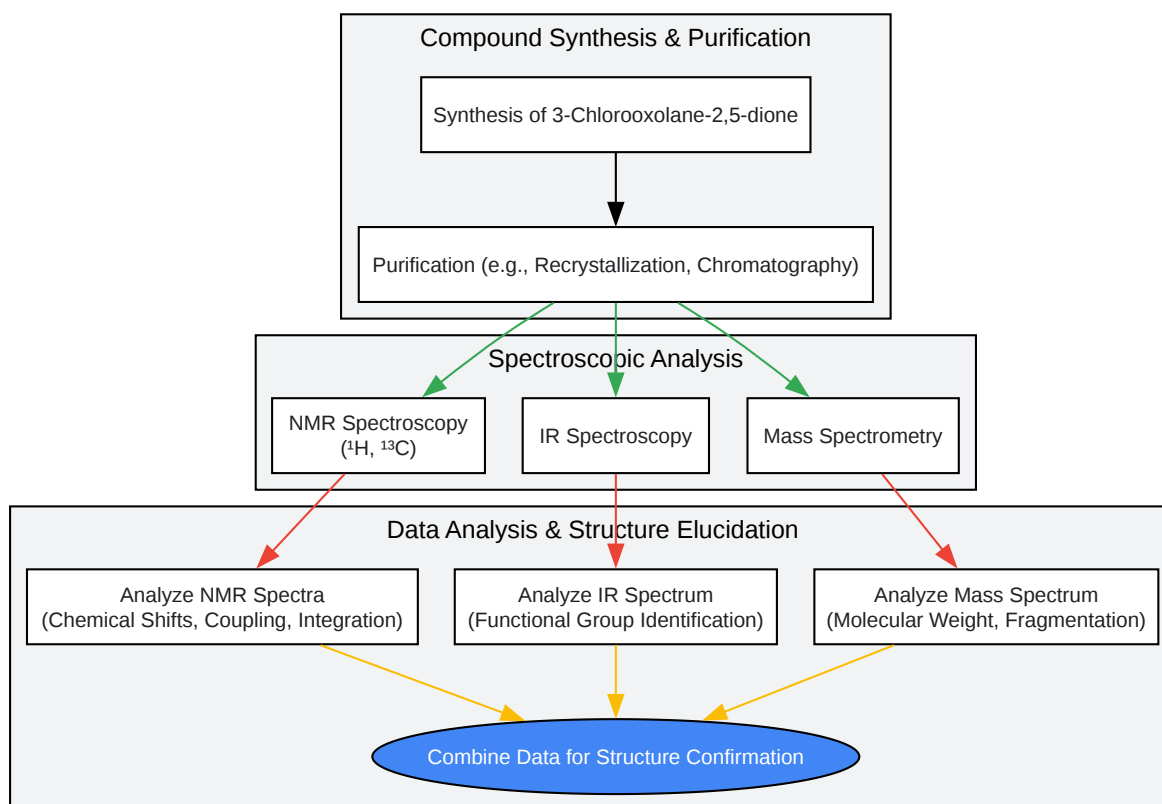 Compound Synthesis & Purification
Synthesis of 3-Chlorooxolane-2,5-dione
Purification (e.g., Recrystallization, Chromatography)
Spectroscopic Analysis
NMR Spectroscopy
(¹H, ¹³C)
IR Spectroscopy
Mass Spectrometry
Data Analysis & Structure Elucidation
Analyze NMR Spectra
(Chemical Shifts, Coupling, Integration)
Analyze IR Spectrum
(Functional Group Identification)
Analyze Mass Spectrum
(Molecular Weight, Fragmentation)
Combine Data for Structure Confirmation